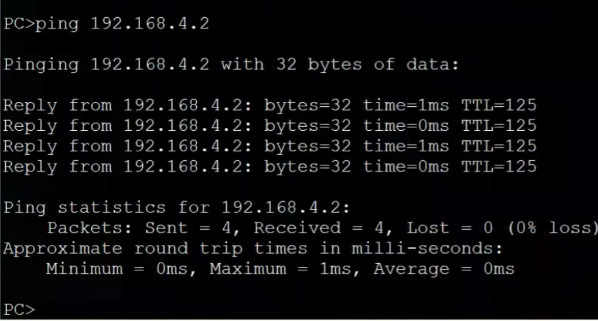 PC>ping 192.168.4.2
Pinging 192.168.4.2 with 32 bytes of data:
Reply from 192.168.4.2: bytes=32 time=1ms TTL=125
Reply from 192.168.4.2: bytes=32 time=0ms TTL=125
Reply from 192.168.4.2: bytes=32 time=1ms TTL=125
Reply from 192.168.4.2: bytes=32 time=0ms TTL=125
Ping statistics for 192.168.4.2:
Packets: Sent = 4, Received = 4, Lost = 0 (0% loss)
Approximate round trip times in milli-seconds:
Minimum = 0ms, Maximum = 1ms, Average = 0ms
PC>